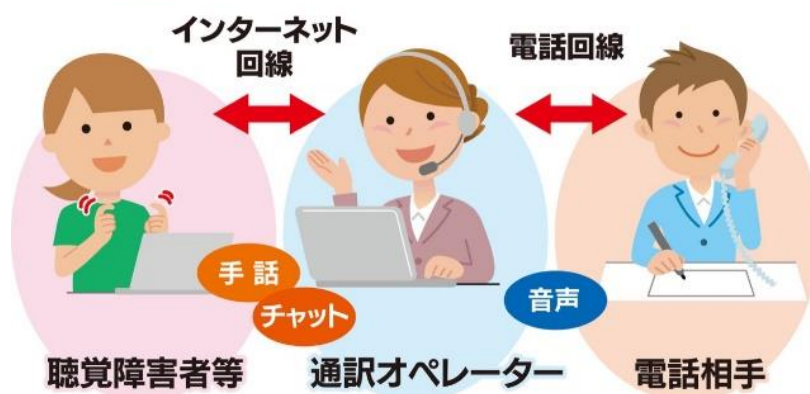 インターネット
回線
電話回線
手話
チャット
音声
聴覚障害者等
通訳オペレーター
電話相手